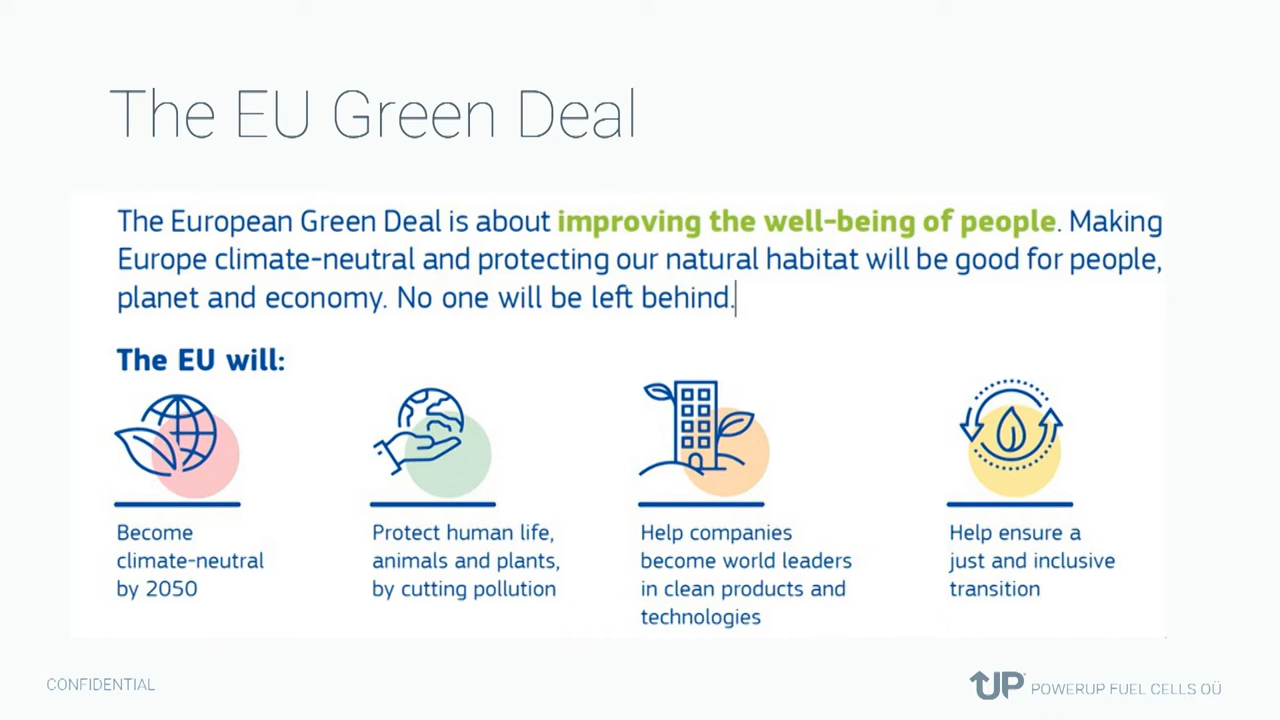 The EU Green Deal
The European Green Deal is about improving the well-being of people. Making
Europe climate-neutral and protecting our natural habitat will be good for people,
planet and economy. No one will be left behind.
The EU will:
Become
climate-neutral
by 2050
Protect human life,
animals and plants,
by cutting pollution
Help companies
become world leaders
in clean products and
technologies
Help ensure a
just and inclusive
transition
CONFIDENTIAL
UP POWERUP FUEL CELLS OÜ